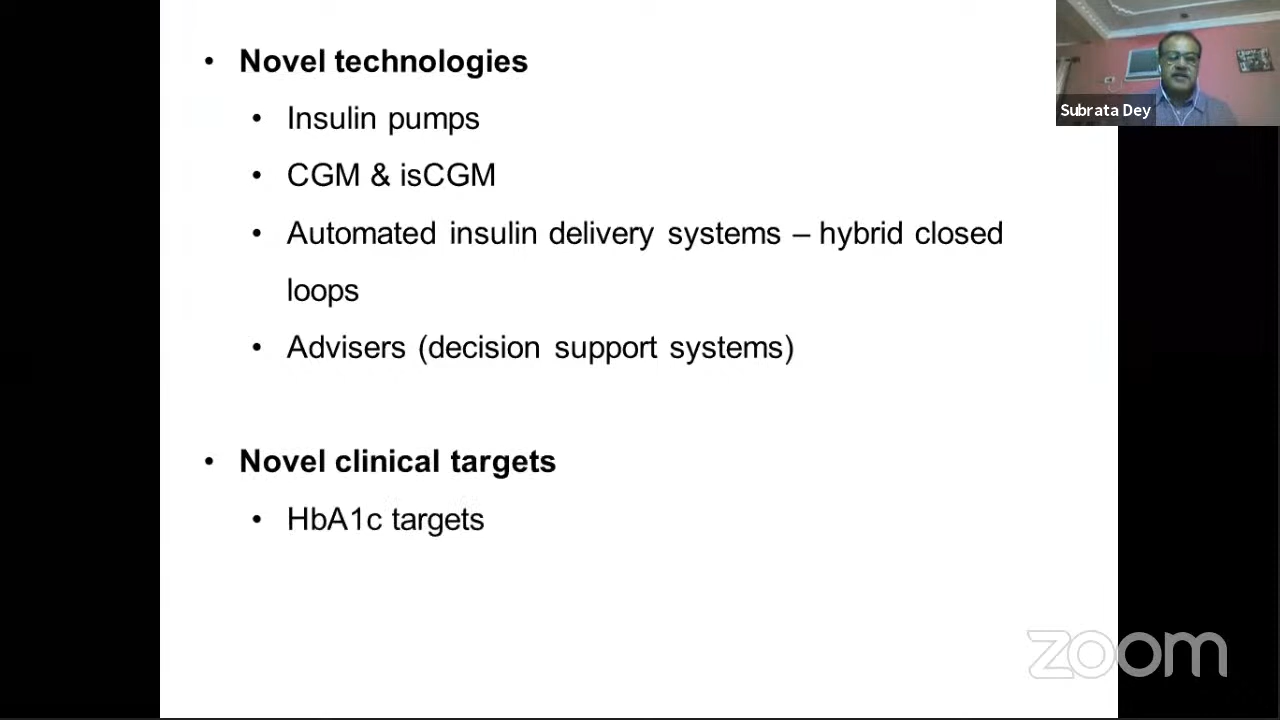 • Novel technologies
• Insulin pumps
• CGM & isCGM
• Automated insulin delivery systems – hybrid closed
loops
• Advisers (decision support systems)
• Novel clinical targets
• HbA1c targets
Subrata Dey
zoom